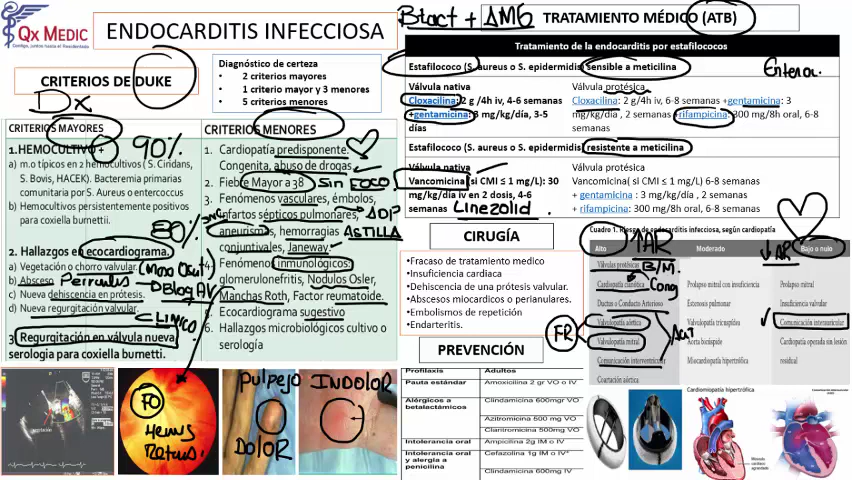 Qx MEDIC
Contigo, juntos hasta el Residentado
ENDOCARDITIS INFECCIOSA
CRITERIOS DE DUKE
Dx
Diagnóstico de certeza
• 2 criterios mayores
• 1 criterio mayor y 3 menores
• 5 criterios menores
CRITERIOS MAYORES
90%
1.HEMOCULTIVO +
a) m.o típicos en 2 hemocultivos ( S. Ciridans,
S. Bovis, HACEK). Bacteremia primarias
comunitaria por S. Aureus o entercoccus
b) Hemocultivos persistentemente positivos
para coxiella burnetii.
80%
2. Hallazgos en ecocardiograma.
a) Vegetación o chorro valvular.
b) Absceso
c) Nueva dehiscencia en prótesis.
d) Nueva regurgitación valvular.
CLINICO
3 Regurgitación en válvula nueva
serologia para coxiella burnetti.
CRITERIOS MENORES
1. Cardiopatía predisponente.
Congenita, abuso de drogas.
2. Fiebre Mayor a 38 Sin FOCO
3. Fenómenos vasculares, émbolos,
infartos sépticos pulmonares, ADP
aneurismas, hemorragias ASTILLA
conjuntivales, Janeway.
4. Fenómenos Inmunológicos:
glomerulonefritis, Nodulos Osler,
Manchas Roth, Factor reumatoide.
5. Ecocardiograma sugestivo
6. Hallazgos microbiológicos cultivo o
serología
Blact + AMG
TRATAMIENTO MÉDICO (ATB)
Tratamiento de la endocarditis por estafilococos
Estafilococo (S. aureus o S. epidermidis) sensible a meticilina
Válvula nativa
Cloxacilina: 2 g /4h iv, 4-6 semanas
+gentamicina: 3 mg/kg/día, 3-5
días
Válvula protésica
Cloxacilina: 2 g/4h iv, 6-8 semanas +gentamicina: 3
mg/kg/día, 2 semanas +rifampicina: 300 mg/8h oral, 6-8
semanas
Estafilococo (S. aureus o S. epidermidis) resistente a meticilina
Válvula nativa
Vancomicina (si CMI ≤ 1 mg/L): 30
mg/kg/día iv en 2 dosis, 4-6
semanas Linezolid.
Válvula protésica
Vancomicina( si CMI ≤ 1 mg/L) 6-8 semanas
+ gentamicina : 3 mg/kg/día , 2 semanas
+ rifampicina: 300 mg/8h oral, 6-8 semanas
CIRUGÍA
•Fracaso de tratamiento medico
•Insuficiencia cardiaca
•Dehiscencia de una prótesis valvular.
•Abscesos miocardicos o perianulares.
•Embolismos de repetición
•Endarteritis.
Cuadro 1. Riesgo de endocarditis infecciosa, según cardiopatía
Alto Moderado Bajo o nulo
Válvulas protésicas B/M.
Cardiopatía cianótica Cong Prolapso mitral con insuficiencia Prolapso mitral
Ductus o Conducto Arterioso Estenosis pulmonar Insuficiencia valvular
FR Valvulopatía aórtica Valvulopatía tricuspídea Comunicación interauricular
Valvulopatía mitral Aorta bicúspide Cardiopatía operada sin lesión
Comunicación interventricular Miocardiopatía hipertrófica residual
Coartación aórtica
PREVENCIÓN
Profilaxis Adultos
Pauta estándar Amoxicilina 2 gr VO o IV
Alérgicos a betalactámicos Clindamicina 600mgr VO
Azitromicina 500 mg VO
Claritromicina 500mg VO
Intolerancia oral Ampicilina 2g IM o IV
Intolerancia oral y alergia a penicilina Cefazolina 1g IM o IV*
Clindamicina 600mg IV
vegetación
FO
Hemos
Retus.
Pulpejo
DOLOR
INDOLOR
Cardiomiopatía hipertrófica